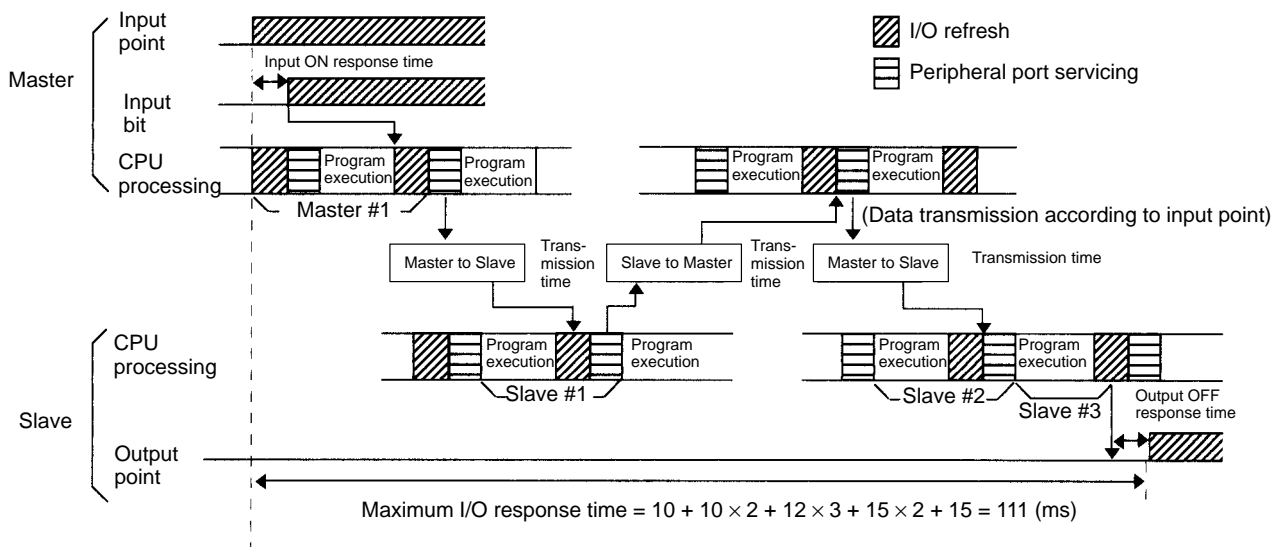 Input
point
I/O refresh
Peripheral port servicing
Input ON response time
Master
Input
bit
CPU
processing
Program
execution
Program
execution
Program
execution
Program
execution
Master #1
(Data transmission according to input point)
Master to Slave
Trans-
mission
time
Slave to Master
Trans-
mission
time
Master to Slave
Transmission time
CPU
processing
Program
execution
Program
execution
Program
execution
Program
execution
Slave #1
Slave #2
Slave #3
Output OFF
response time
Slave
Output
point
Maximum I/O response time = 10 + 10 × 2 + 12 × 3 + 15 × 2 + 15 = 111 (ms)